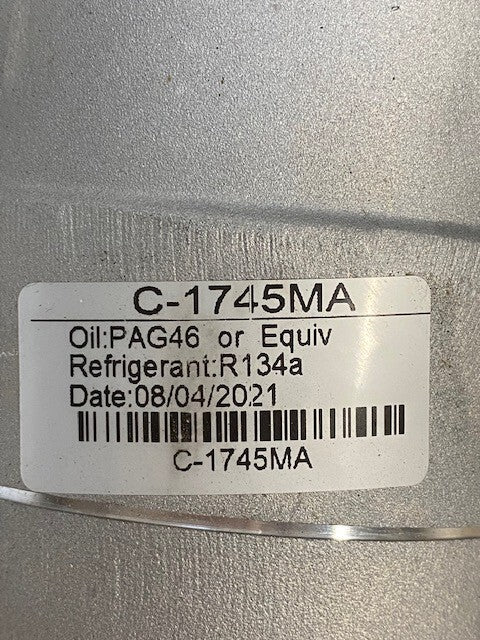 C-1745MA
Oil:PAG46 or Equiv
Refrigerant:R134a
Date:08/04/2021
C-1745MA